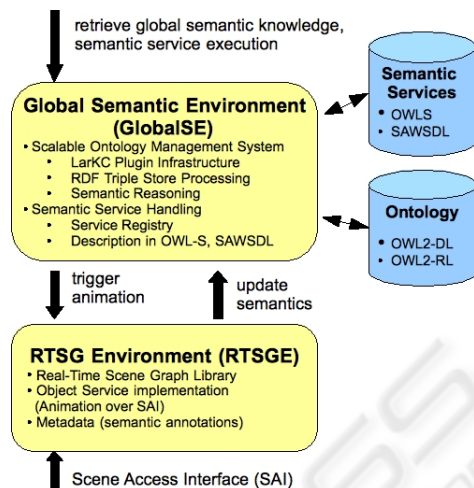 retrieve global semantic knowledge,
semantic service execution
Global Semantic Environment
(GlobalSE)
• Scalable Ontology Management System
• LarKC Plugin Infrastructure
• RDF Triple Store Processing
• Semantic Reasoning
• Semantic Service Handling
• Service Registry
• Description in OWL-S, SAWSDL
Semantic
Services
• OWLS
• SAWSDL
Ontology
• OWL2-DL
• OWL2-RL
trigger
animation
update
semantics
RTSG Environment (RTSGE)
• Real-Time Scene Graph Library
• Object Service implementation
(Animation over SAI)
• Metadata (semantic annotations)
Scene Access Interface (SAI)